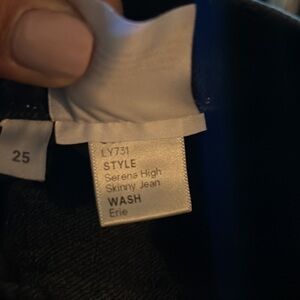 25
LY731
STYLE
Serena High
Skinny Jean
WASH
Erie